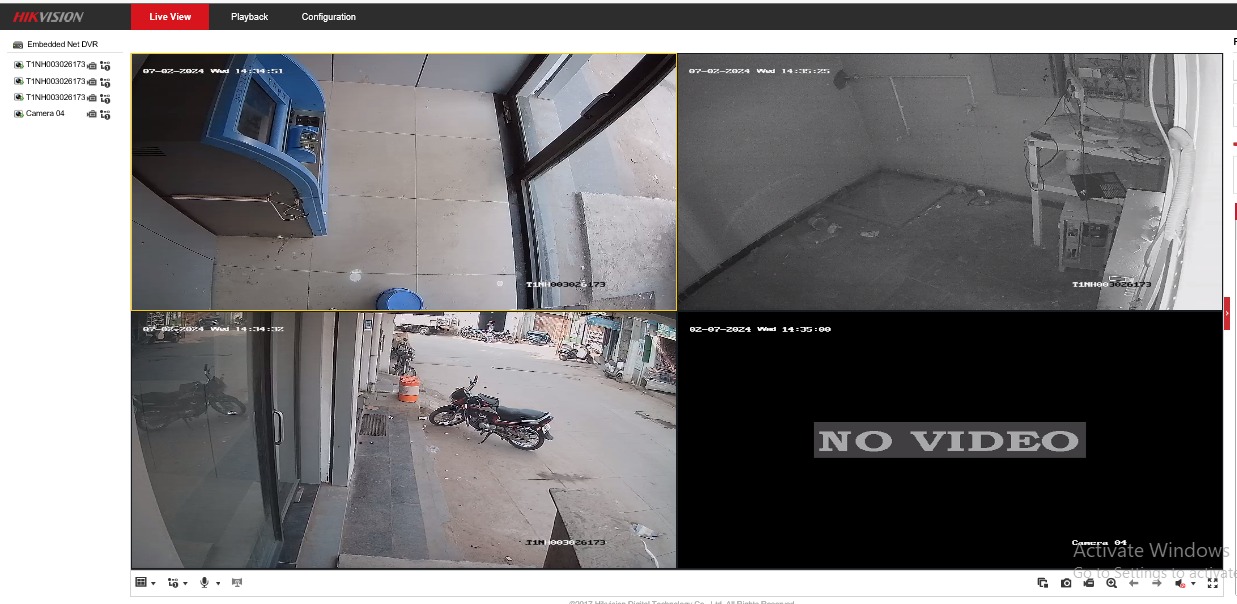 HIKVISION Live View Playback Configuration
Embedded Net DVR
T1NH003026173
T1NH003026173
T1NH003026173
Camera 04
07-02-2024 Wed 14:34:51
T1NH003026173
07-02-2024 Wed 14:35:25
T1NH003026173
07-02-2024 Wed 14:34:32
T1NH003026173
02-07-2024 Wed 14:35:00
NO VIDEO
Camera 04
Activate Windows
Go to Settings to activate
©2017 Hikvision Digital Technology Co., Ltd. All Rights Reserved.